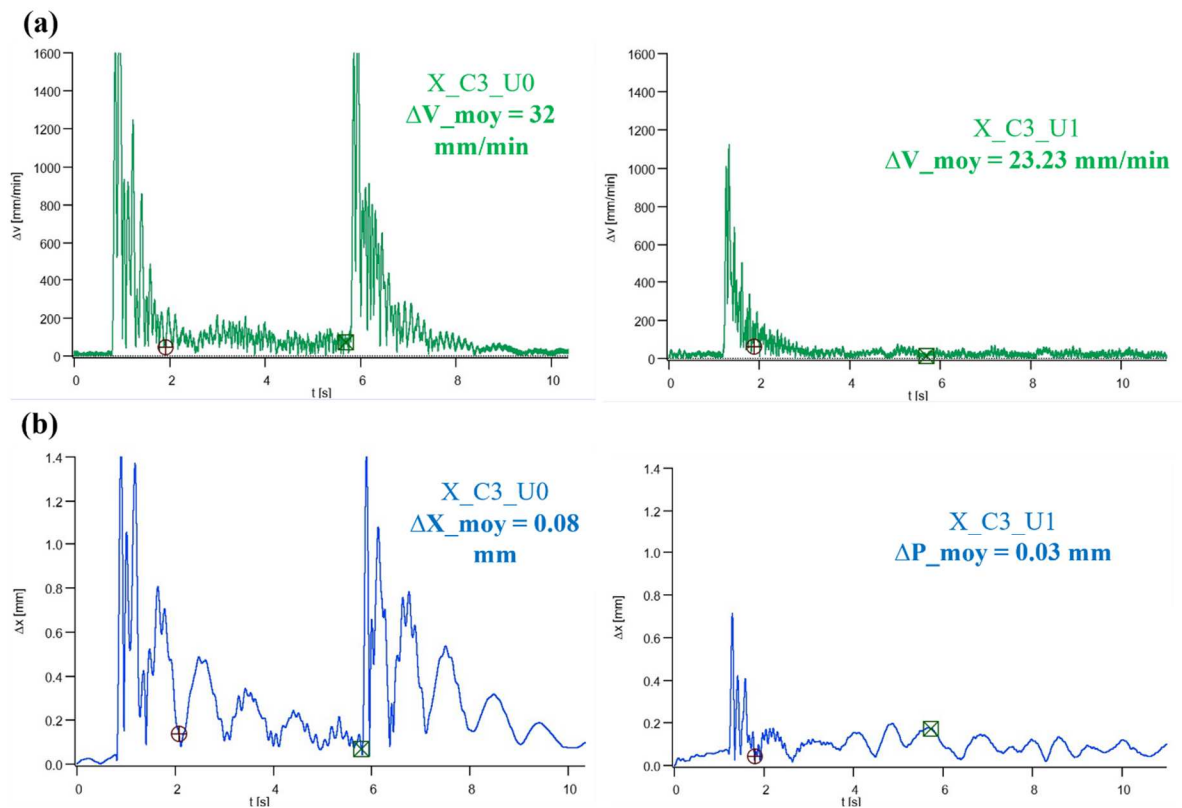 (a)
1600
1400
1200
1000
800
600
400
200
0
Δv [mm/min]
0 2 4 6 8 10
t [s]
X_C3_U0
ΔV_moy = 32
mm/min
1600
1400
1200
1000
800
600
400
200
0
Δv [mm/min]
0 2 4 6 8 10
t [s]
X_C3_U1
ΔV_moy = 23.23 mm/min
(b)
1.4
1.2
1.0
0.8
0.6
0.4
0.2
0.0
Δx [mm]
0 2 4 6 8 10
t [s]
X_C3_U0
ΔX_moy = 0.08
mm
1.4
1.2
1.0
0.8
0.6
0.4
0.2
0.0
Δx [mm]
0 2 4 6 8 10
t [s]
X_C3_U1
ΔP_moy = 0.03 mm